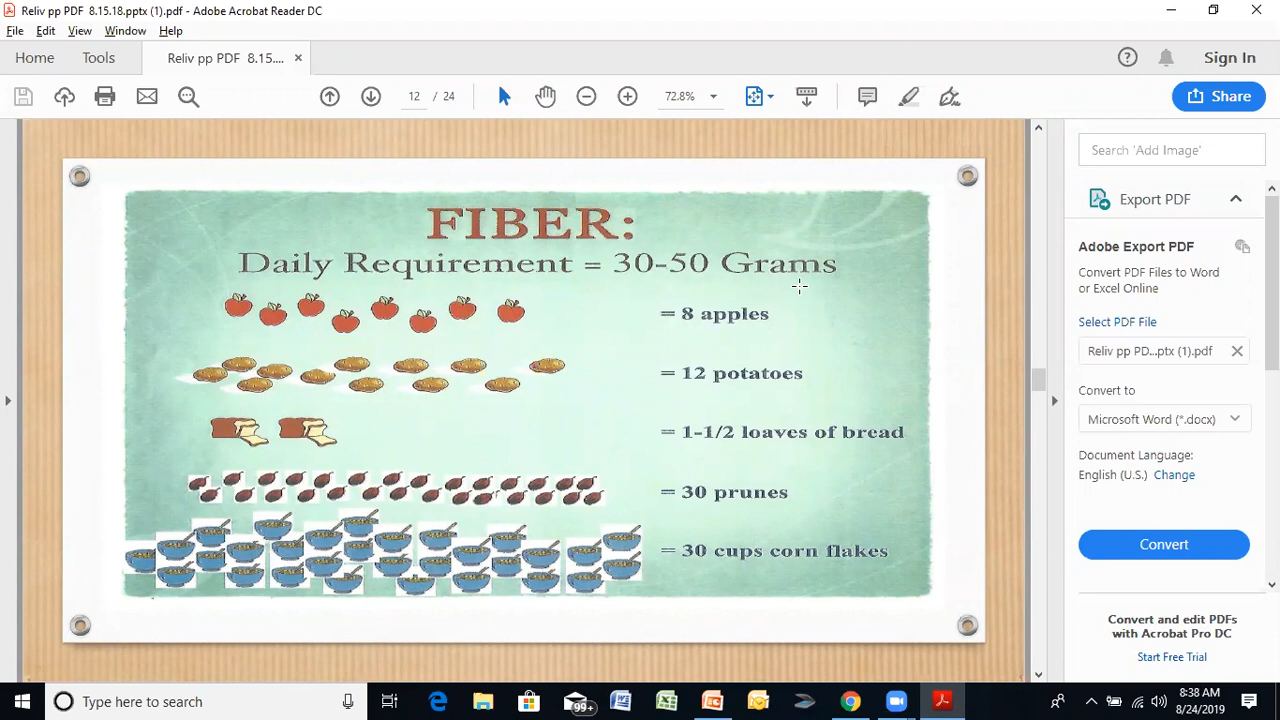 Reliv pp PDF  8.15.18.pptx (1).pdf - Adobe Acrobat Reader DC
File Edit View Window Help
Home Tools Reliv pp PDF 8.15.... × Sign In
12 / 24 72.8% Share
Search 'Add Image'
Export PDF
Adobe Export PDF
Convert PDF Files to Word
or Excel Online
Select PDF File
Reliv pp PD...ptx (1).pdf
Convert to
Microsoft Word (*.docx)
Document Language:
English (U.S.) Change
Convert
Convert and edit PDFs
with Acrobat Pro DC
Start Free Trial
FIBER:
Daily Requirement = 30-50 Grams
= 8 apples
= 12 potatoes
= 1-1/2 loaves of bread
= 30 prunes
= 30 cups corn flakes
Type here to search
99+
8:38 AM
8/24/2019